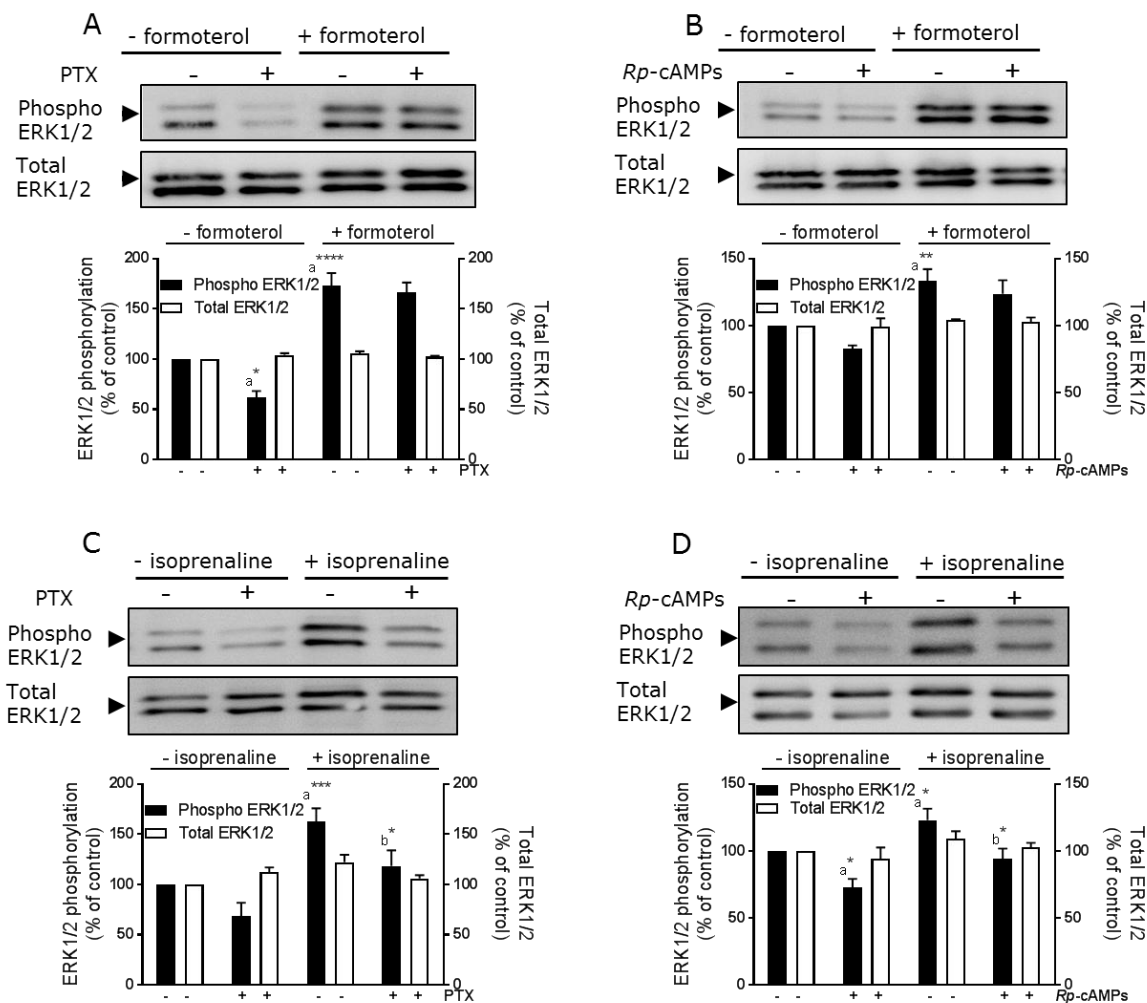 A
- formoterol + formoterol
PTX - + - +
Phospho
ERK1/2
Total
ERK1/2
- formoterol + formoterol
ERK1/2 phosphorylation
(% of control)
200
150
100
50
0
Phospho ERK1/2
Total ERK1/2
a *
a ****
200
150
100
50
0
Total ERK1/2
(% of control)
- - + + - - + + PTX
B
- formoterol + formoterol
Rp-cAMPs - + - +
Phospho
ERK1/2
Total
ERK1/2
- formoterol + formoterol
ERK1/2 phosphorylation
(% of control)
150
100
50
0
Phospho ERK1/2
Total ERK1/2
a **
150
100
50
0
Total ERK1/2
(% of control)
- - + + - - + + Rp-cAMPs
C
- isoprenaline + isoprenaline
PTX - + - +
Phospho
ERK1/2
Total
ERK1/2
- isoprenaline + isoprenaline
ERK1/2 phosphorylation
(% of control)
200
150
100
50
0
Phospho ERK1/2
Total ERK1/2
a ***
b *
200
150
100
50
0
Total ERK1/2
(% of control)
- - + + - - + + PTX
D
- isoprenaline + isoprenaline
Rp-cAMPs - + - +
Phospho
ERK1/2
Total
ERK1/2
- isoprenaline + isoprenaline
ERK1/2 phosphorylation
(% of control)
150
100
50
0
Phospho ERK1/2
Total ERK1/2
a *
a *
b *
150
100
50
0
Total ERK1/2
(% of control)
- - + + - - + + Rp-cAMPs